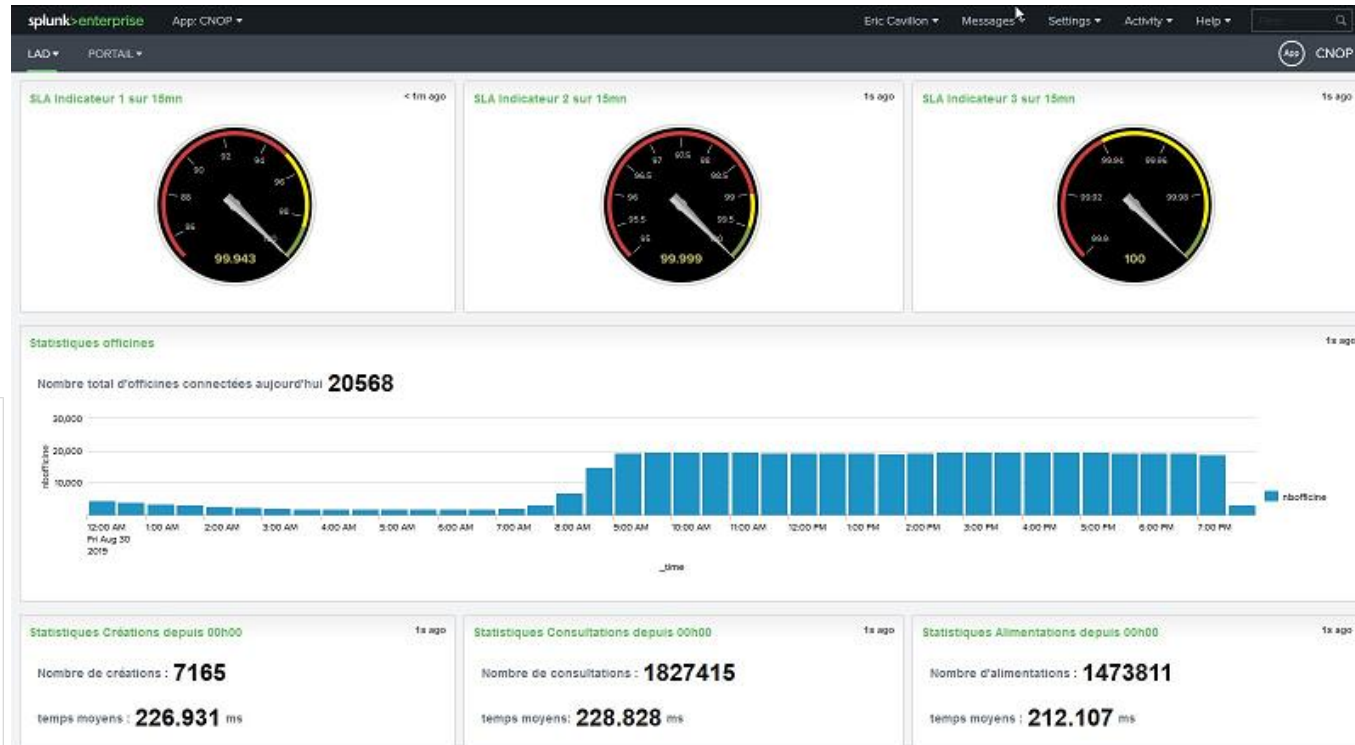 splunk>enterprise App: CNOP Eric Cavillon Messages Settings Activity Help
LAD PORTAIL App CNOP
SLA Indicateur 1 sur 15mn <1m ago
86 88 90 92 94 96 98 100
99.943
SLA Indicateur 2 sur 15mn 1s ago
95 95.5 96 96.5 97 97.5 98 98.5 99 99.5
99.999
SLA Indicateur 3 sur 15mn 1s ago
99.9 99.92 99.94 99.96 99.98
100
Statistiques officines 1s ago
Nombre total d'officines connectées aujourd'hui 20568
30,000
20,000
10,000
nbofficine
12:00 AM 1:00 AM 2:00 AM 3:00 AM 4:00 AM 5:00 AM 6:00 AM 7:00 AM 8:00 AM 9:00 AM 10:00 AM 11:00 AM 12:00 PM 1:00 PM 2:00 PM 3:00 PM 4:00 PM 5:00 PM 6:00 PM 7:00 PM
Fri Aug 30
2019
_time
nbofficine
Statistiques Créations depuis 00h00 1s ago
Nombre de créations : 7165
temps moyens : 226.931 ms
Statistiques Consultations depuis 00h00 1s ago
Nombre de consultations : 1827415
temps moyens: 228.828 ms
Statistiques Alimentations depuis 00h00 1s ago
Nombre d'alimentations : 1473811
temps moyens : 212.107 ms